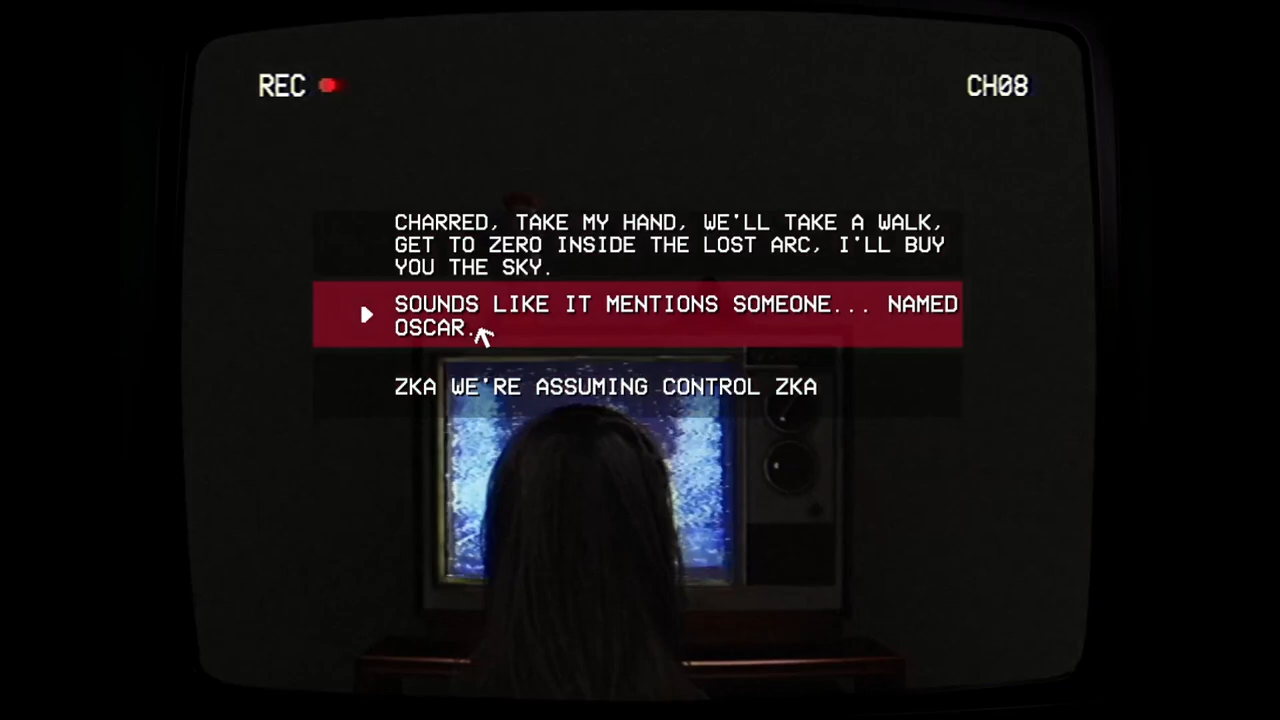 REC
CH08
CHARRED, TAKE MY HAND, WE'LL TAKE A WALK,
GET TO ZERO INSIDE THE LOST ARC, I'LL BUY
YOU THE SKY.
SOUNDS LIKE IT MENTIONS SOMEONE... NAMED
OSCAR.
ZKA WE'RE ASSUMING CONTROL ZKA